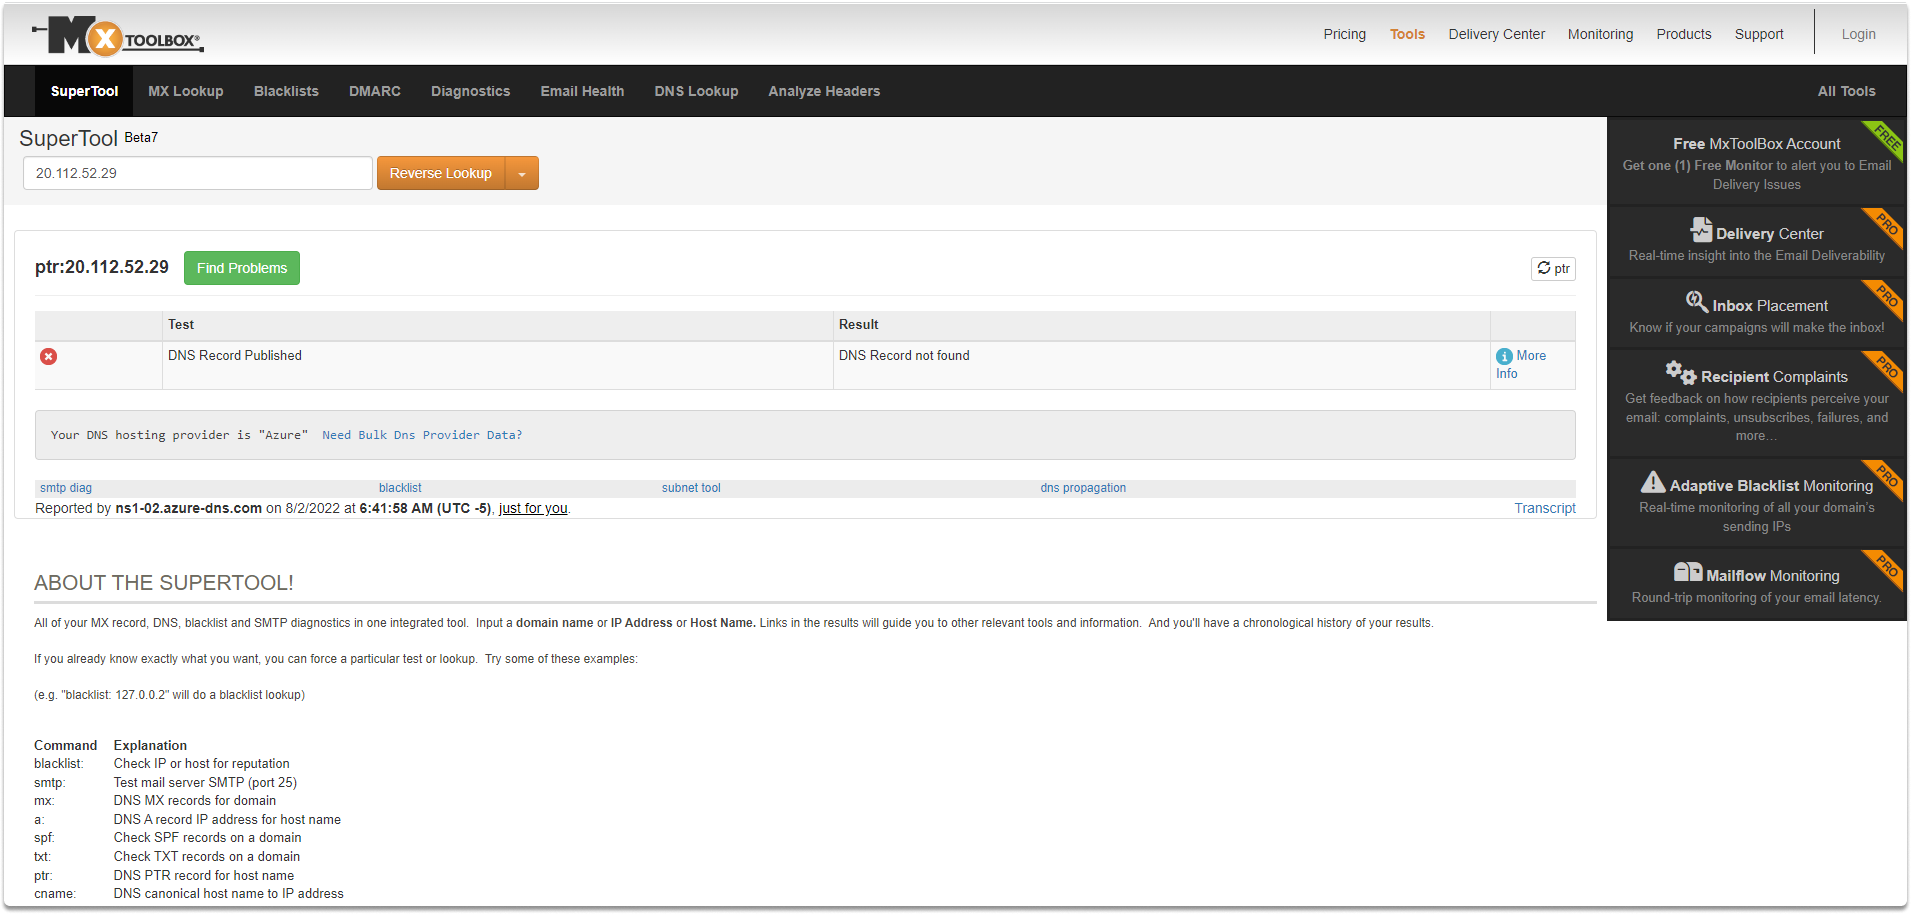 MX TOOLBOX®
Pricing Tools Delivery Center Monitoring Products Support Login
SuperTool MX Lookup Blacklists DMARC Diagnostics Email Health DNS Lookup Analyze Headers All Tools
SuperTool Beta7
20.112.52.29 Reverse Lookup
ptr:20.112.52.29 Find Problems ptr
Test Result
DNS Record Published DNS Record not found More
Info
Your DNS hosting provider is "Azure" Need Bulk Dns Provider Data?
smtp diag blacklist subnet tool dns propagation
Reported by ns1-02.azure-dns.com on 8/2/2022 at 6:41:58 AM (UTC -5), just for you. Transcript
ABOUT THE SUPERTOOL!
All of your MX record, DNS, blacklist and SMTP diagnostics in one integrated tool. Input a domain name or IP Address or Host Name. Links in the results will guide you to other relevant tools and information. And you'll have a chronological history of your results.
If you already know exactly what you want, you can force a particular test or lookup. Try some of these examples:
(e.g. "blacklist: 127.0.0.2" will do a blacklist lookup)
Command Explanation
blacklist: Check IP or host for reputation
smtp: Test mail server SMTP (port 25)
mx: DNS MX records for domain
a: DNS A record IP address for host name
spf: Check SPF records on a domain
txt: Check TXT records on a domain
ptr: DNS PTR record for host name
cname: DNS canonical host name to IP address
FREE
Free MxToolBox Account
Get one (1) Free Monitor to alert you to Email
Delivery Issues
PRO
Delivery Center
Real-time insight into the Email Deliverability
PRO
Inbox Placement
Know if your campaigns will make the inbox!
PRO
Recipient Complaints
Get feedback on how recipients perceive your
email: complaints, unsubscribes, failures, and
more…
PRO
Adaptive Blacklist Monitoring
Real-time monitoring of all your domain's
sending IPs
PRO
Mailflow Monitoring
Round-trip monitoring of your email latency.